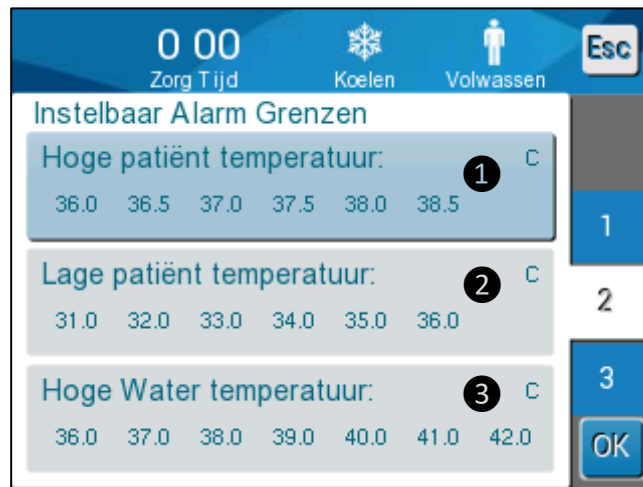 0 00
Zorg Tijd
Koelen
Volwassen
Esc
Instelbaar Alarm Grenzen
Hoge patiënt temperatuur: 1 C
36.0 36.5 37.0 37.5 38.0 38.5
Lage patiënt temperatuur: 2 C
31.0 32.0 33.0 34.0 35.0 36.0
Hoge Water temperatuur: 3 C
36.0 37.0 38.0 39.0 40.0 41.0 42.0
1
2
3
OK